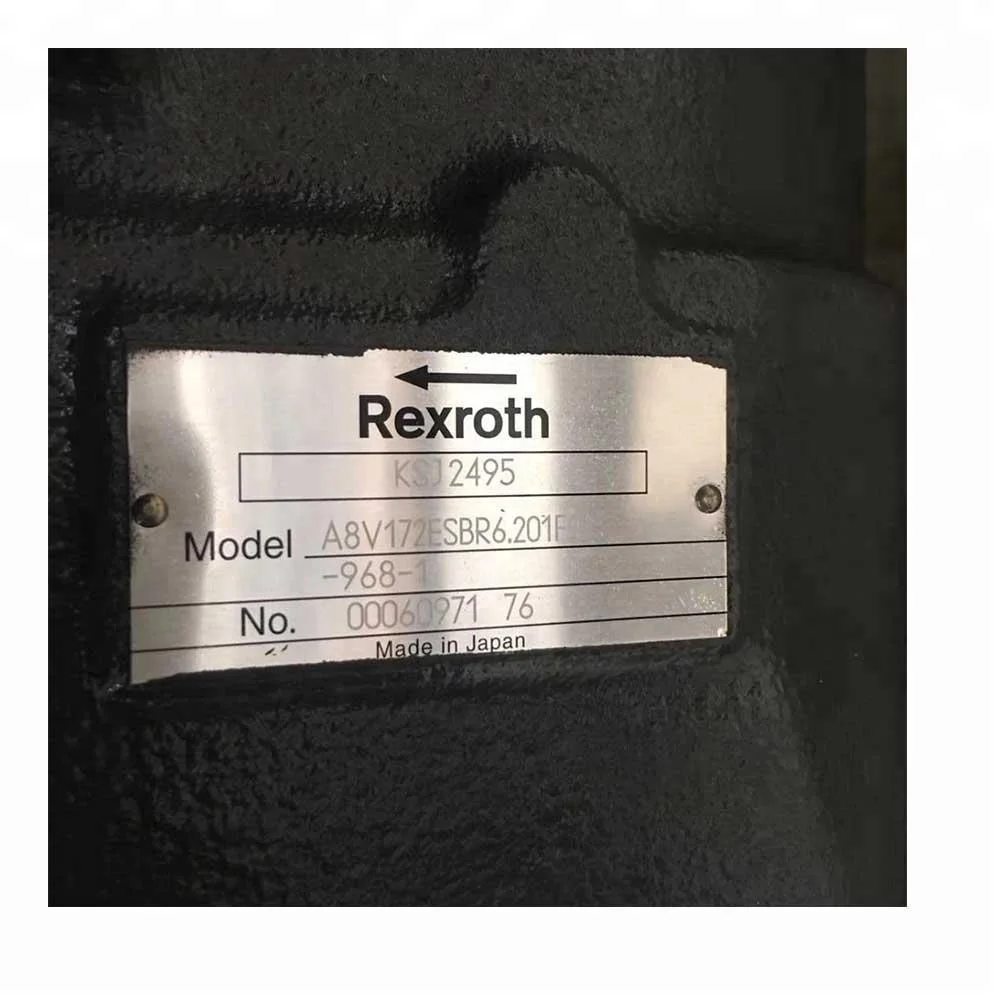 Rexroth
KSJ2495
Model A8V172ESBR6.201F
-968-1
No. 00060971 76
Made in Japan